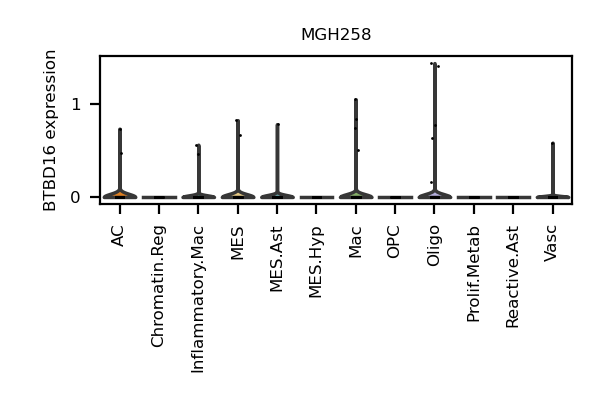 MGH258
BTBD16 expression
1
0
AC
Chromatin.Reg
Inflammatory.Mac
MES
MES.Ast
MES.Hyp
Mac
OPC
Oligo
Prolif.Metab
Reactive.Ast
Vasc